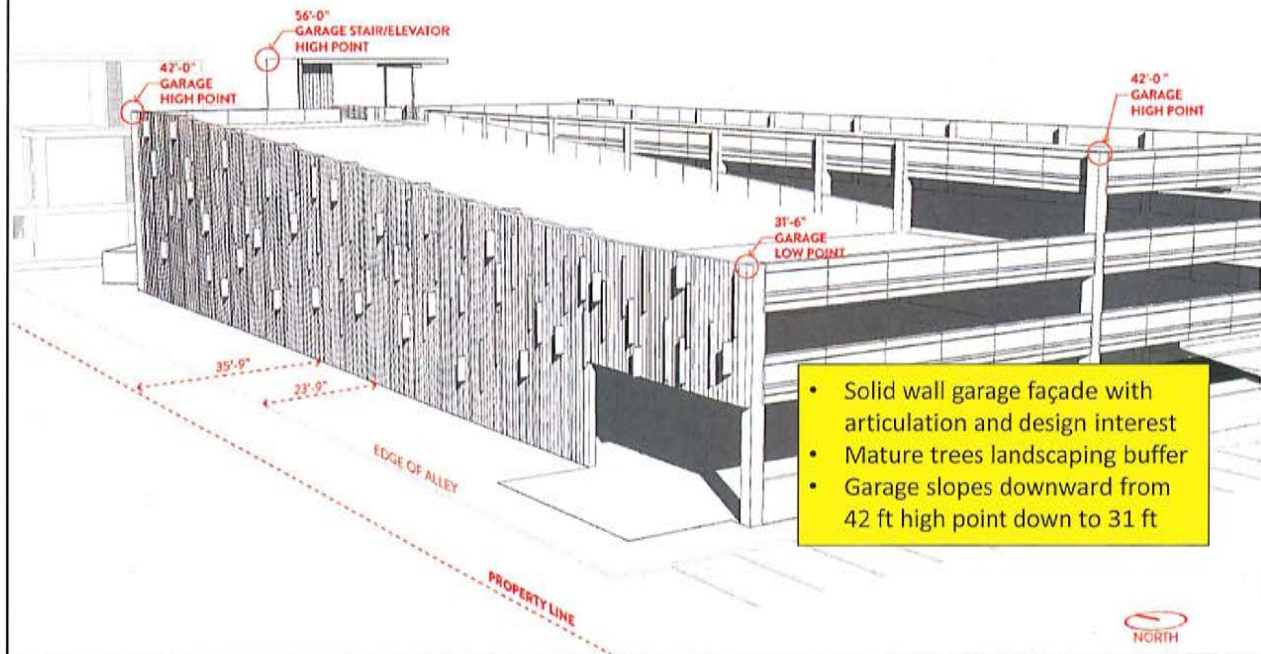 56'-0"
GARAGE STAIR/ELEVATOR
HIGH POINT
42'-0"
GARAGE
HIGH POINT
42'-0"
GARAGE
HIGH POINT
31'-6"
GARAGE
LOW POINT
35'-9"
23'-9"
EDGE OF ALLEY
PROPERTY LINE
• Solid wall garage façade with
articulation and design interest
• Mature trees landscaping buffer
• Garage slopes downward from
42 ft high point down to 31 ft
NORTH